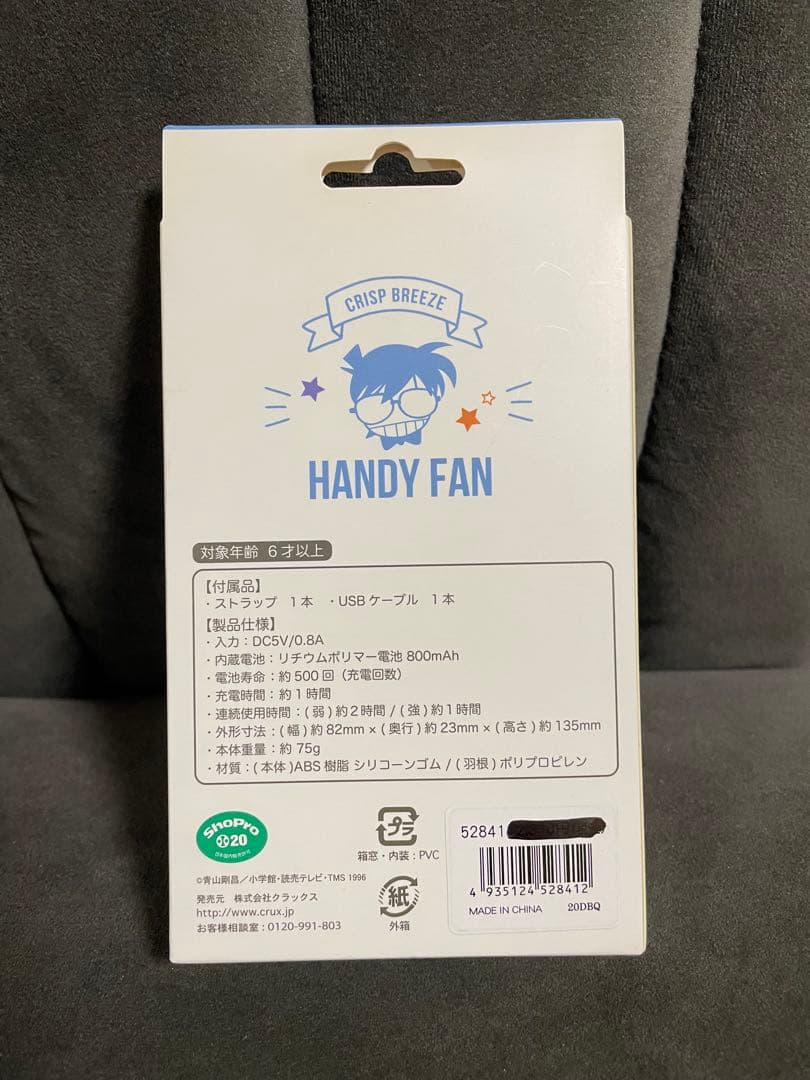 CRISP BREEZE
HANDY FAN
対象年齢 6才以上
【付属品】
・ストラップ 1本 ・USBケーブル 1本
【製品仕様】
・入力：DC5V/0.8A
・内蔵電池：リチウムポリマー電池 800mAh
・電池寿命：約500回（充電回数）
・充電時間：約1時間
・連続使用時間：(弱)約2時間/(強)約1時間
・外形寸法：(幅)約82mm×(奥行)約23mm×(高さ)約135mm
・本体重量：約75g
・材質：(本体)ABS樹脂 シリコーンゴム/(羽根)ポリプロピレン
ShoPro
20
日本国内販売許可
©青山剛昌／小学館・読売テレビ・TMS 1996
発売元 株式会社クラックス
http://www.crux.jp
お客様相談室：0120-991-803
プラ
箱窓・内装：PVC
紙
外箱
52841
4 935124 528412
MADE IN CHINA 20DBQ